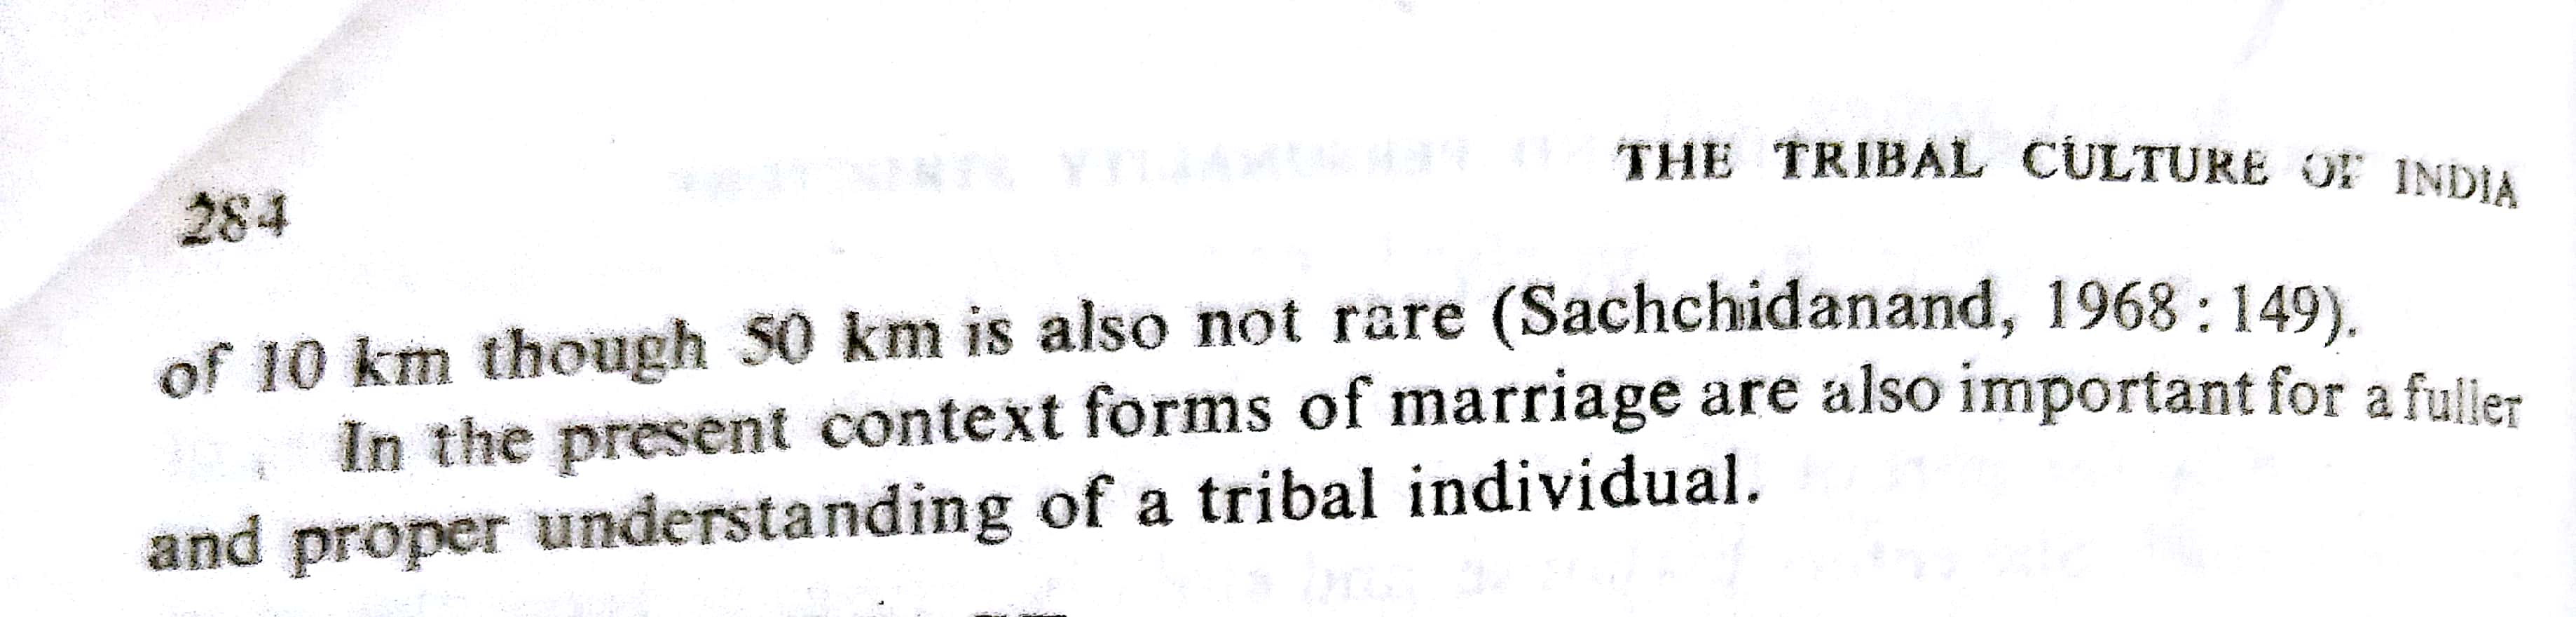 284
THE TRIBAL CULTURE OF INDIA
of 10 km though 50 km is also not rare (Sachchidanand, 1968 : 149).
In the present context forms of marriage are also important for a fuller
and proper understanding of a tribal individual.